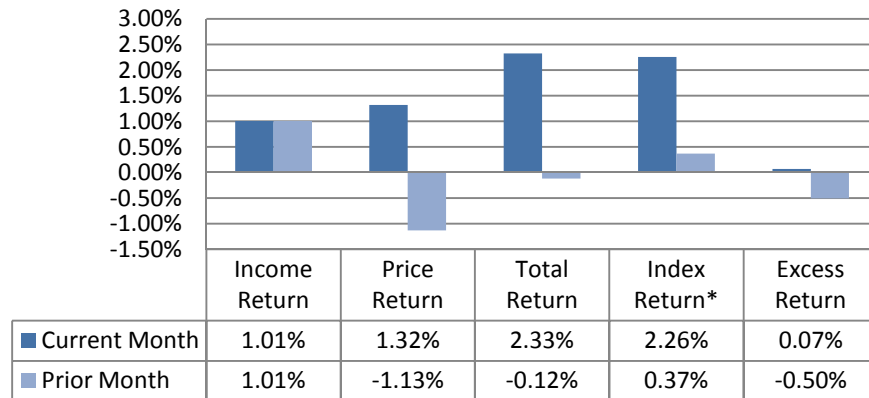 3.00%
2.50%
2.00%
1.50%
1.00%
0.50%
0.00%
-0.50%
-1.00%
-1.50%
Income Return
Price Return
Total Return
Index Return*
Excess Return
Current Month 1.01% 1.32% 2.33% 2.26% 0.07%
Prior Month 1.01% -1.13% -0.12% 0.37% -0.50%